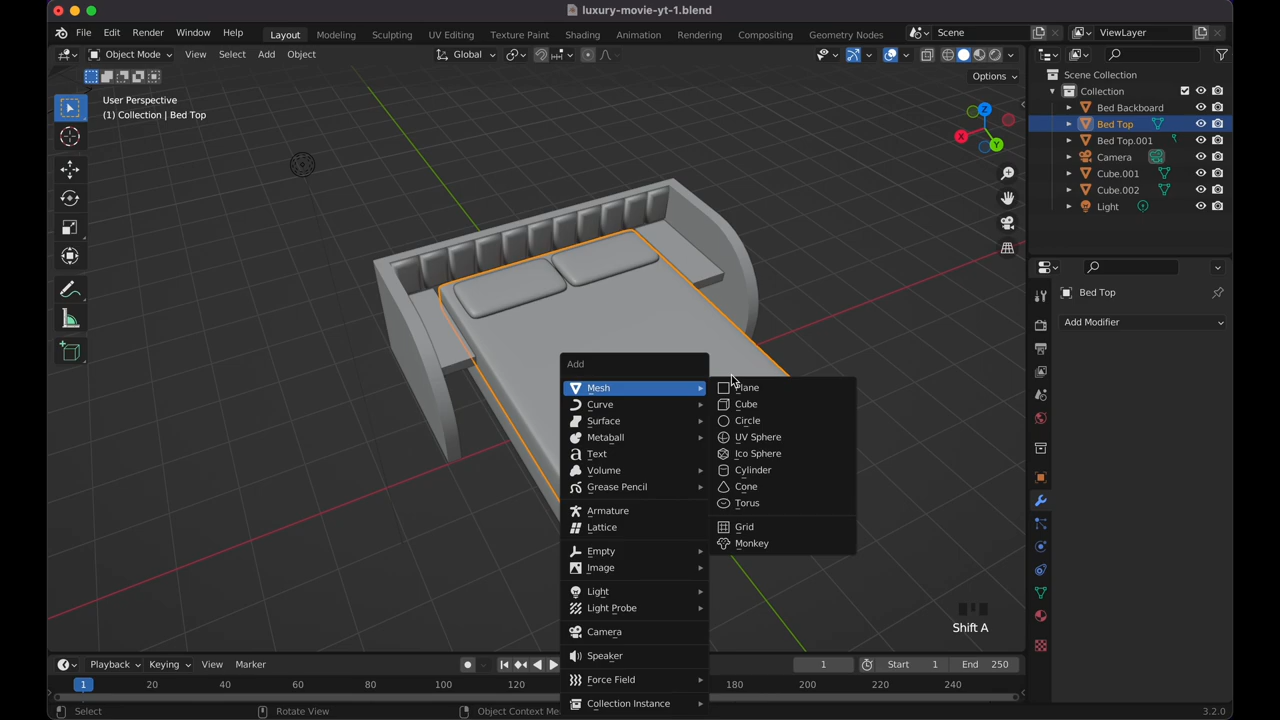 luxury-movie-yt-1.blend
File Edit Render Window Help
Layout Modeling Sculpting UV Editing Texture Paint Shading Animation Rendering Compositing Geometry Nodes
Scene
ViewLayer
Object Mode View Select Add Object
Global
Options
User Perspective
(1) Collection | Bed Top
Z
X
Y
Scene Collection
Collection
Bed Backboard
Bed Top
Bed Top.001
Camera
Cube.001
Cube.002
Light
Bed Top
Add Modifier
Add
Mesh
Curve
Surface
Metaball
Text
Volume
Grease Pencil
Armature
Lattice
Empty
Image
Light
Light Probe
Camera
Speaker
Force Field
Collection Instance
Plane
Cube
Circle
UV Sphere
Ico Sphere
Cylinder
Cone
Torus
Grid
Monkey
Shift A
Playback Keying View Marker
1 Start 1 End 250
1 20 40 60 80 100 120 180 200 220 240
Select Rotate View Object Context Me
3.2.0